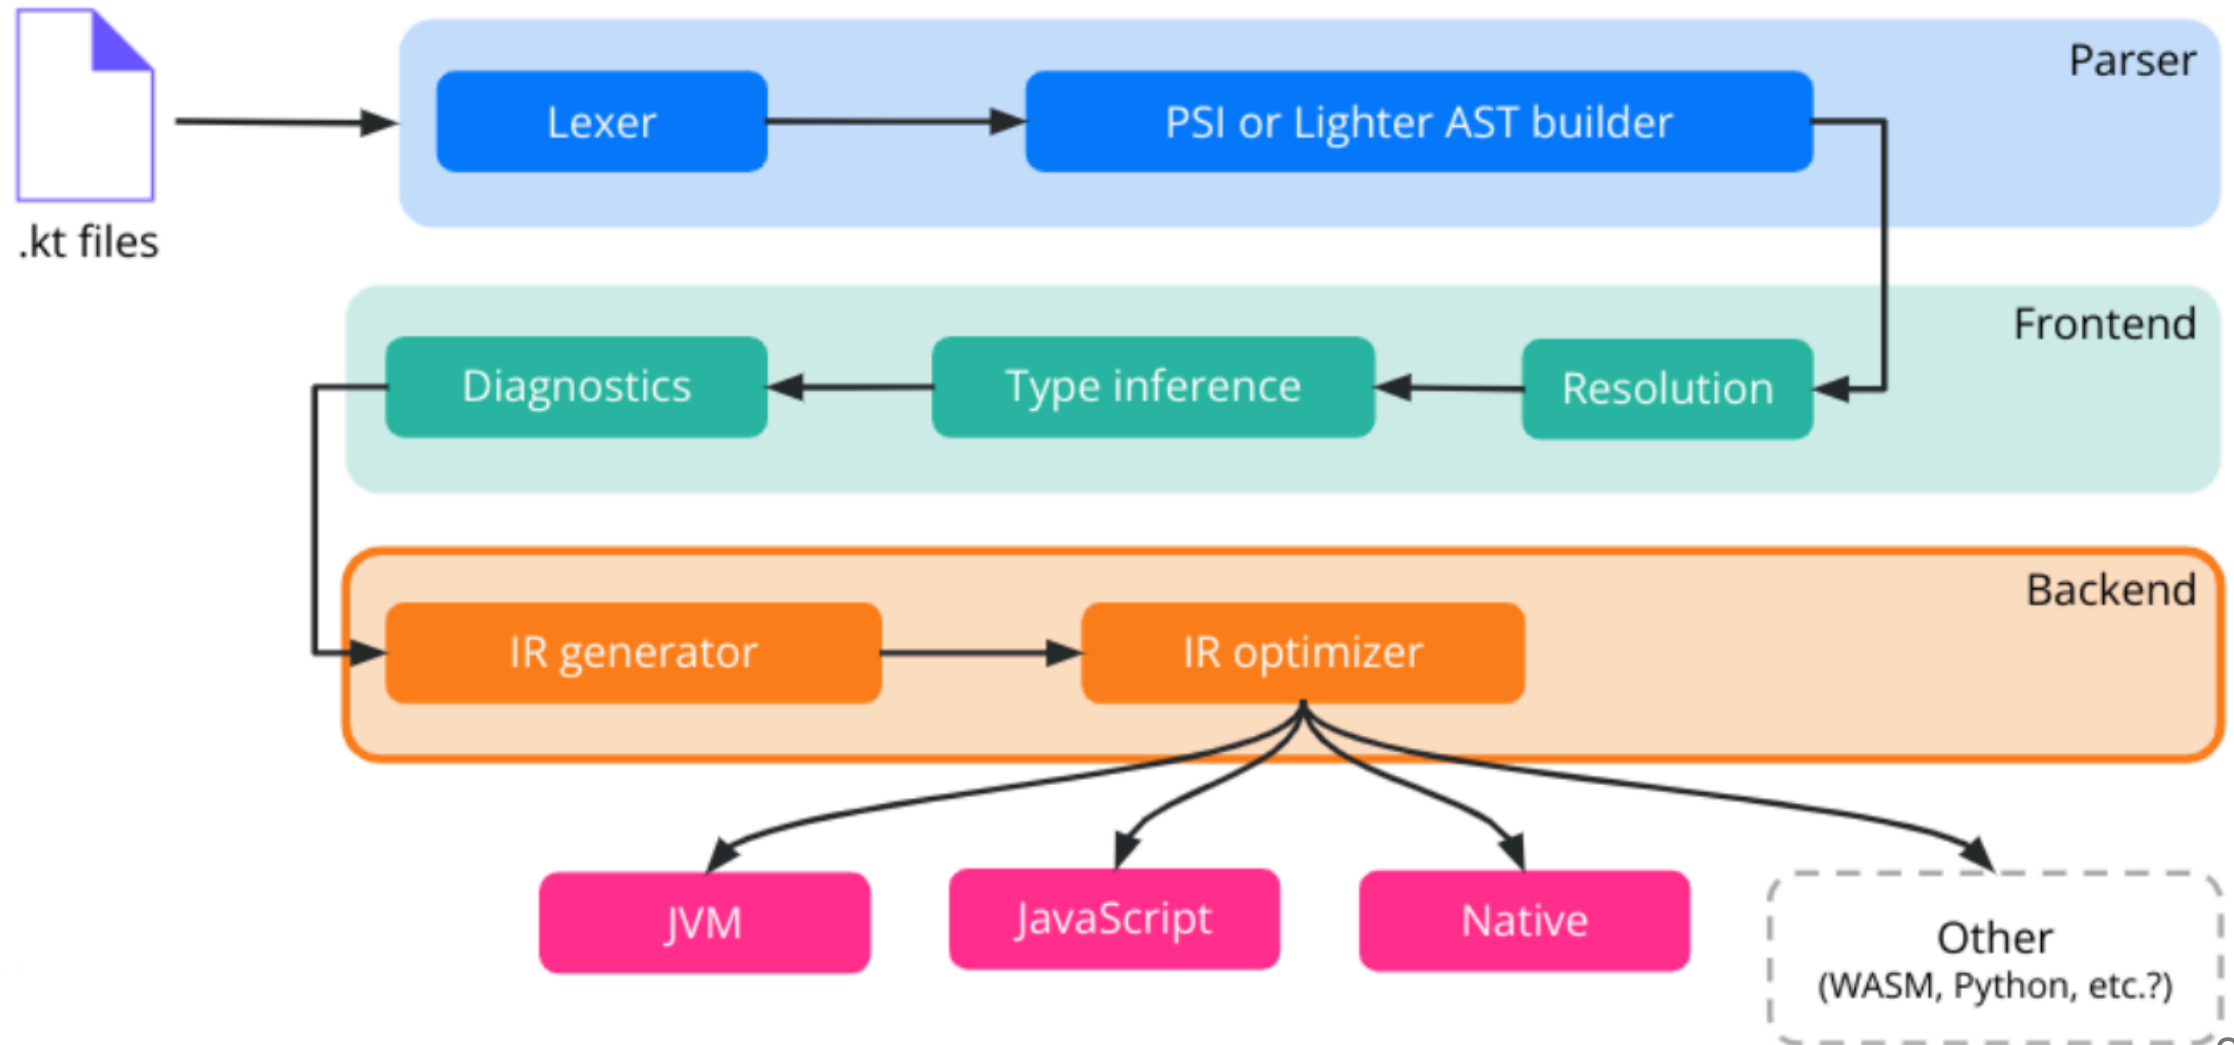 Parser
Lexer
PSI or Lighter AST builder
.kt files
Frontend
Diagnostics
Type inference
Resolution
Backend
IR generator
IR optimizer
JVM
JavaScript
Native
Other
(WASM, Python, etc.?)